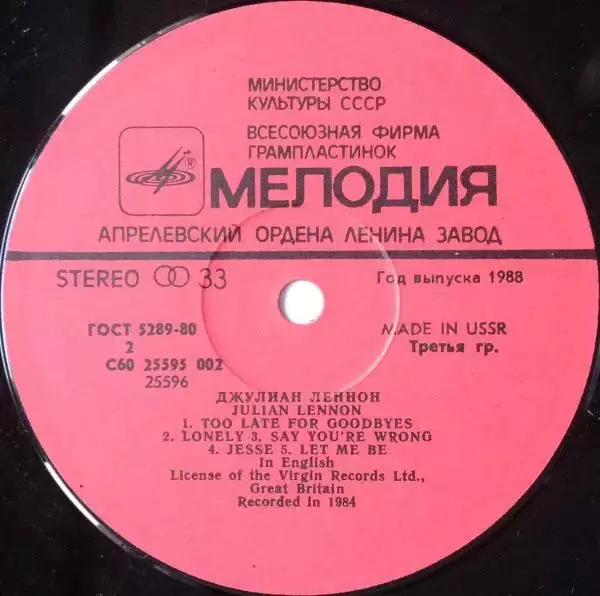 МИНИСТЕРСТВО
КУЛЬТУРЫ СССР
ВСЕСОЮЗНАЯ ФИРМА
ГРАМПЛАСТИНОК
®
МЕЛОДИЯ
АПРЕЛЕВСКИЙ ОРДЕНА ЛЕНИНА ЗАВОД
STEREO 33
Год выпуска 1988
ГОСТ 5289-80
MADE IN USSR
2
Третья гр.
С60 25595 002
25596
ДЖУЛИАН ЛЕННОН
JULIAN LENNON
1. TOO LATE FOR GOODBYES
2. LONELY 3. SAY YOU'RE WRONG
4. JESSE 5. LET ME BE
In English
License of the Virgin Records Ltd.,
Great Britain
Recorded in 1984